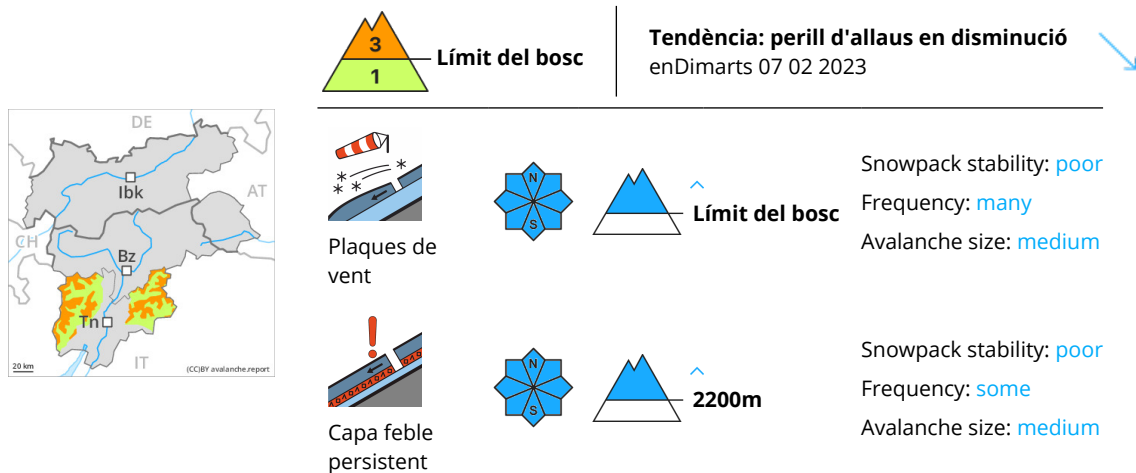 3
1
Límit del bosc
Tendència: perill d'allaus en disminució
enDimarts 07 02 2023
DE
AT
CH
IT
Ibk
Bz
Tn
20 km
(CC)BY avalanche.report
Plaques de
vent
N
S
Límit del bosc
Snowpack stability: poor
Frequency: many
Avalanche size: medium
Capa feble
persistent
N
S
2200m
Snowpack stability: poor
Frequency: some
Avalanche size: medium